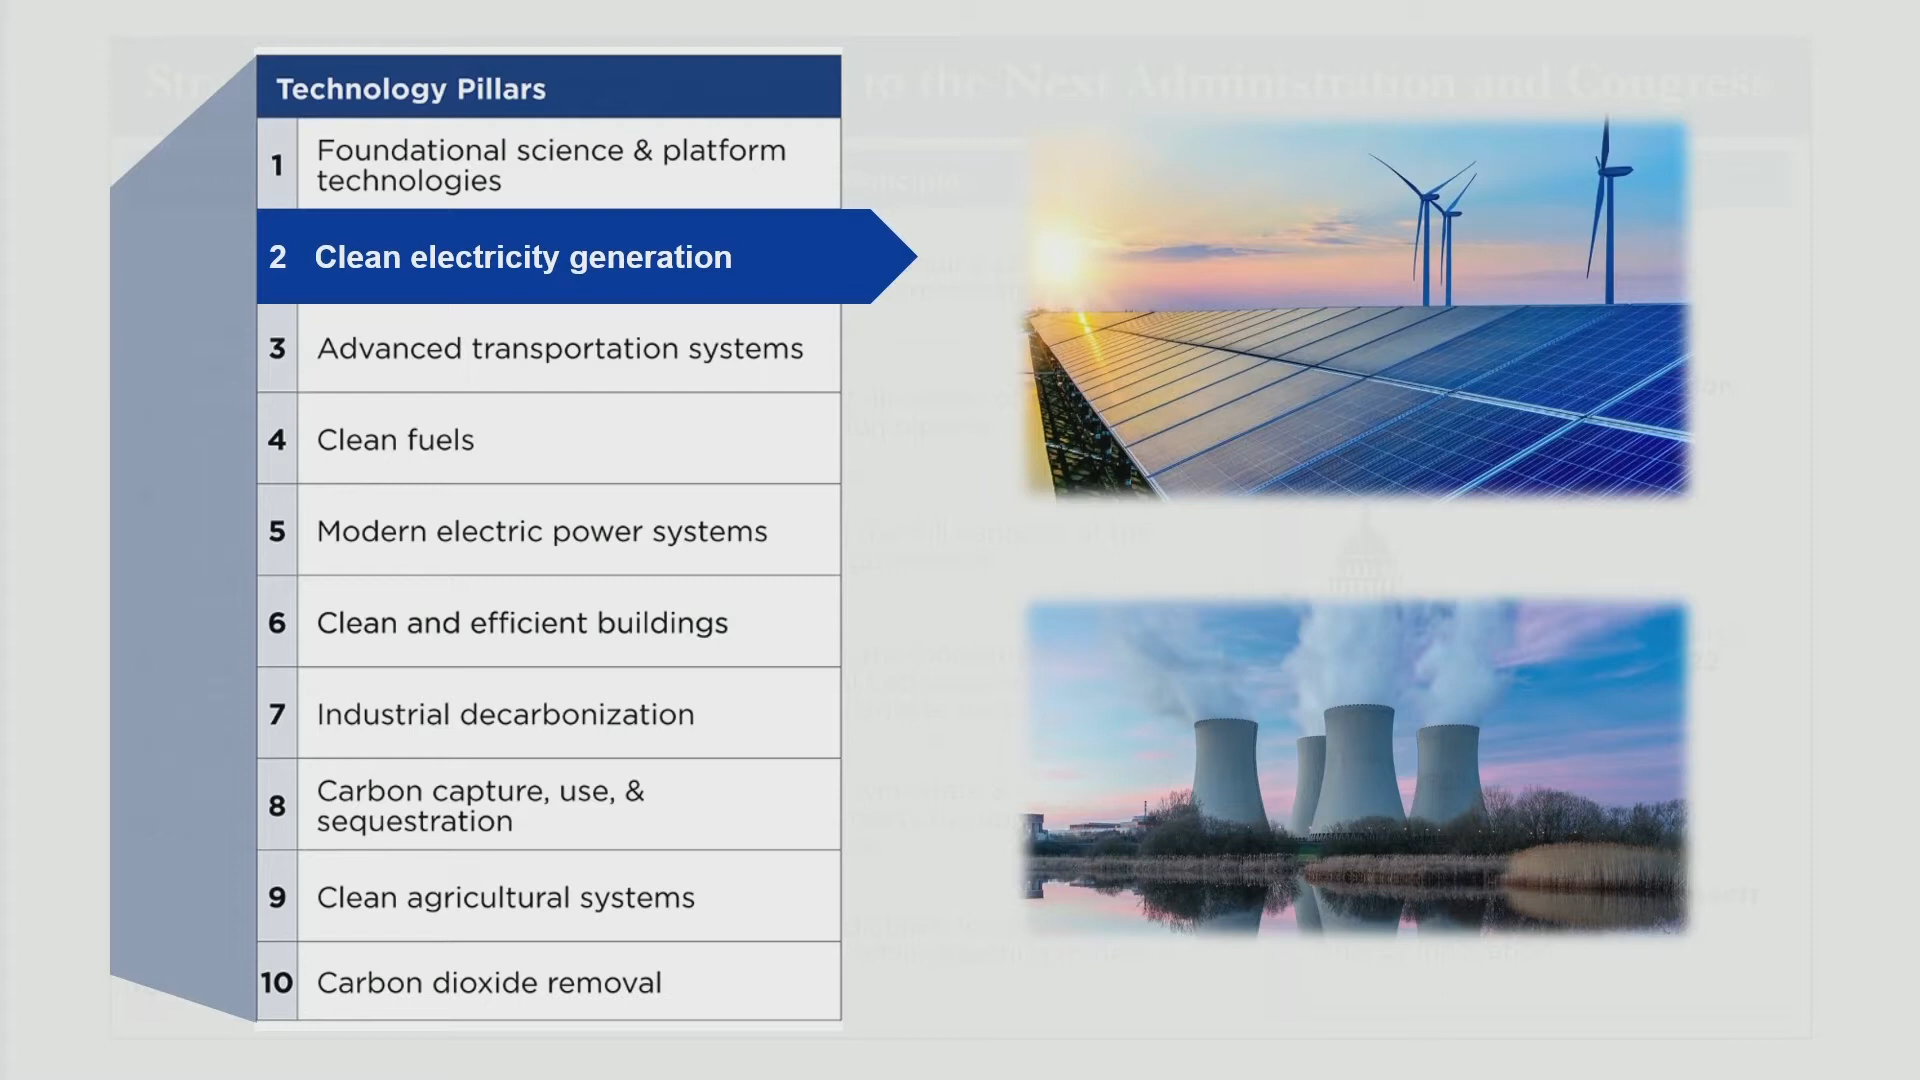 to the Next Administration and Congress
Technology Pillars
1 Foundational science & platform
technologies
2 Clean electricity generation
3 Advanced transportation systems
4 Clean fuels
5 Modern electric power systems
6 Clean and efficient buildings
7 Industrial decarbonization
8 Carbon capture, use, &
sequestration
9 Clean agricultural systems
10 Carbon dioxide removal